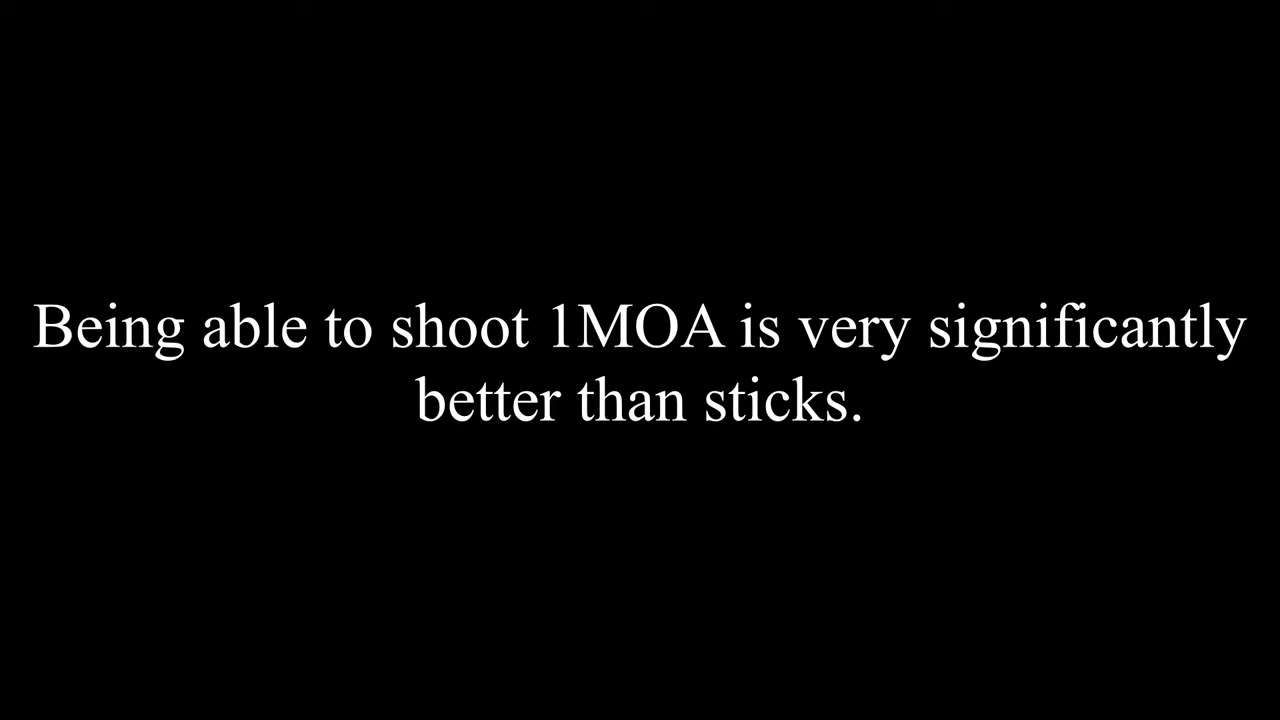 Being able to shoot 1MOA is very significantly
better than sticks.